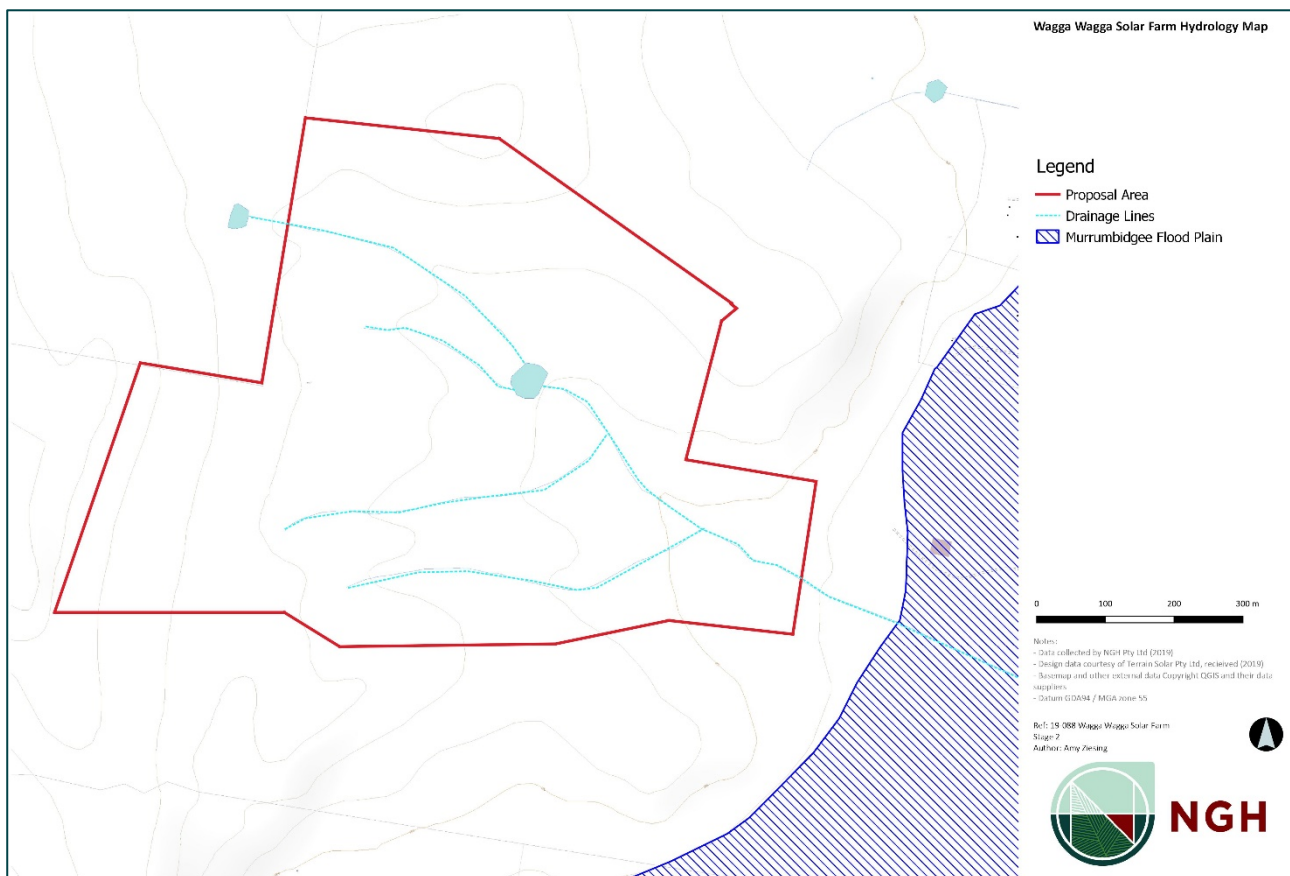 Wagga Wagga Solar Farm Hydrology Map
Legend
Proposal Area
Drainage Lines
Murrumbidgee Flood Plain
0 100 200 300 m
Notes:
- Data collected by NGH Pty Ltd (2019)
- Design data courtesy of Terrain Solar Pty Ltd, recieived (2019)
- Basemap and other external data Copyright QGIS and their data
suppliers
- Datum GDA94 / MGA zone 55
Ref: 19-088 Wagga Wagga Solar Farm
Stage 2
Author: Amy Ziesing
NGH